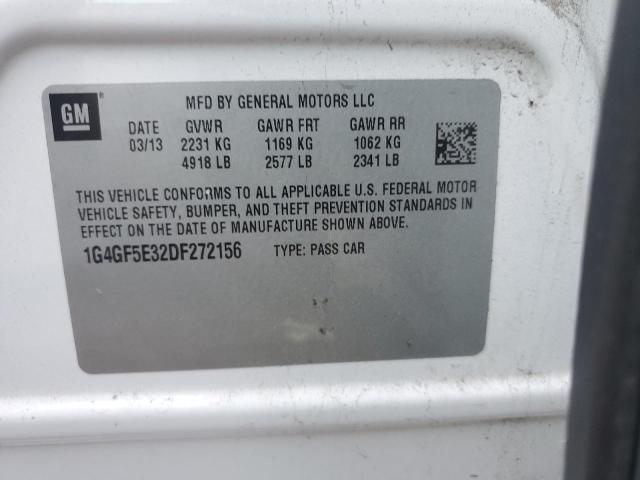 GM®
MFD BY GENERAL MOTORS LLC
DATE GVWR GAWR FRT GAWR RR
03/13 2231 KG 1169 KG 1062 KG
4918 LB 2577 LB 2341 LB
THIS VEHICLE CONFORMS TO ALL APPLICABLE U.S. FEDERAL MOTOR
VEHICLE SAFETY, BUMPER, AND THEFT PREVENTION STANDARDS IN
EFFECT ON THE DATE OF MANUFACTURE SHOWN ABOVE.
1G4GF5E32DF272156 TYPE: PASS CAR